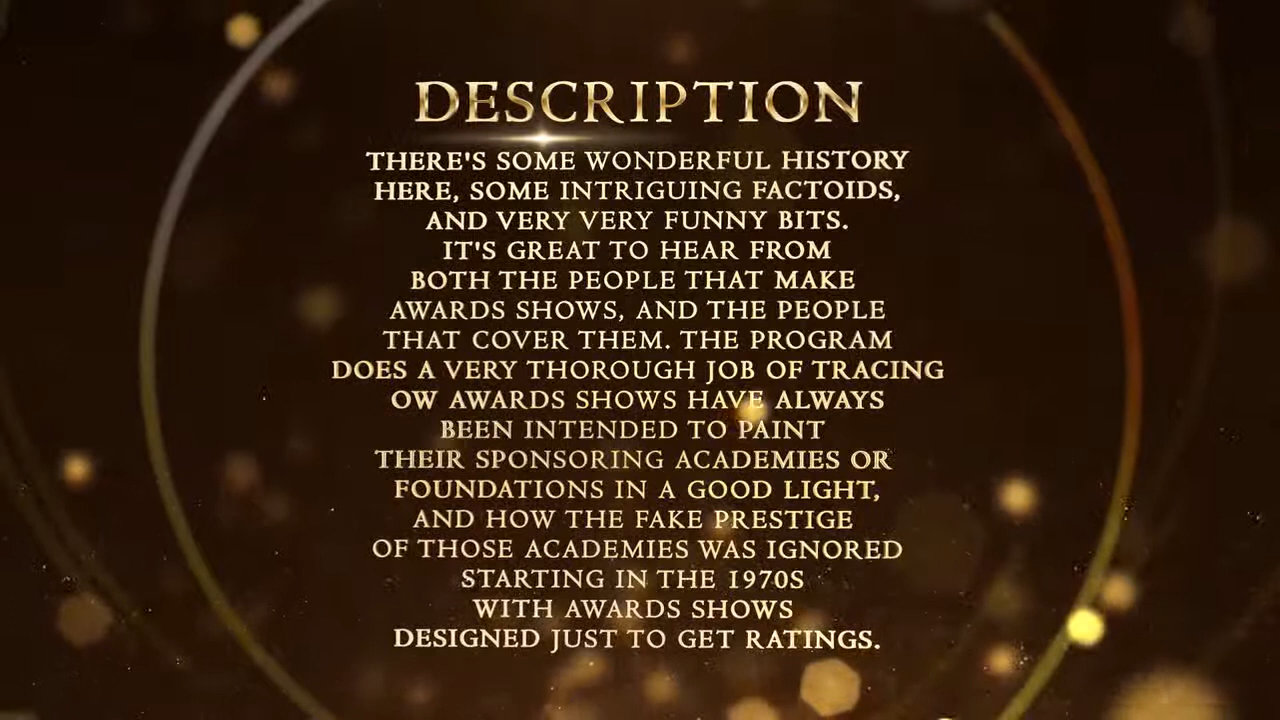 DESCRIPTION
THERE'S SOME WONDERFUL HISTORY
HERE, SOME INTRIGUING FACTOIDS,
AND VERY VERY FUNNY BITS.
IT'S GREAT TO HEAR FROM
BOTH THE PEOPLE THAT MAKE
AWARDS SHOWS, AND THE PEOPLE
THAT COVER THEM. THE PROGRAM
DOES A VERY THOROUGH JOB OF TRACING
OW AWARDS SHOWS HAVE ALWAYS
BEEN INTENDED TO PAINT
THEIR SPONSORING ACADEMIES OR
FOUNDATIONS IN A GOOD LIGHT,
AND HOW THE FAKE PRESTIGE
OF THOSE ACADEMIES WAS IGNORED
STARTING IN THE 1970S
WITH AWARDS SHOWS
DESIGNED JUST TO GET RATINGS.